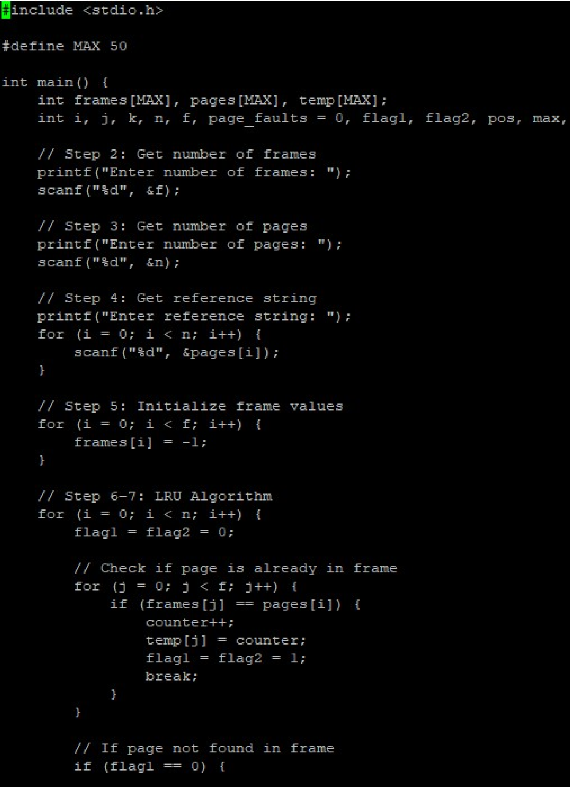 #include <stdio.h>
#define MAX 50
int main() {
    int frames[MAX], pages[MAX], temp[MAX];
    int i, j, k, n, f, page_faults = 0, flag1, flag2, pos, max,
    // Step 2: Get number of frames
    printf("Enter number of frames: ");
    scanf("%d", &f);
    // Step 3: Get number of pages
    printf("Enter number of pages: ");
    scanf("%d", &n);
    // Step 4: Get reference string
    printf("Enter reference string: ");
    for (i = 0; i < n; i++) {
        scanf("%d", &pages[i]);
    }
    // Step 5: Initialize frame values
    for (i = 0; i < f; i++) {
        frames[i] = -1;
    }
    // Step 6-7: LRU Algorithm
    for (i = 0; i < n; i++) {
        flag1 = flag2 = 0;
        // Check if page is already in frame
        for (j = 0; j < f; j++) {
            if (frames[j] == pages[i]) {
                counter++;
                temp[j] = counter;
                flag1 = flag2 = 1;
                break;
            }
        }
        // If page not found in frame
        if (flag1 == 0) {